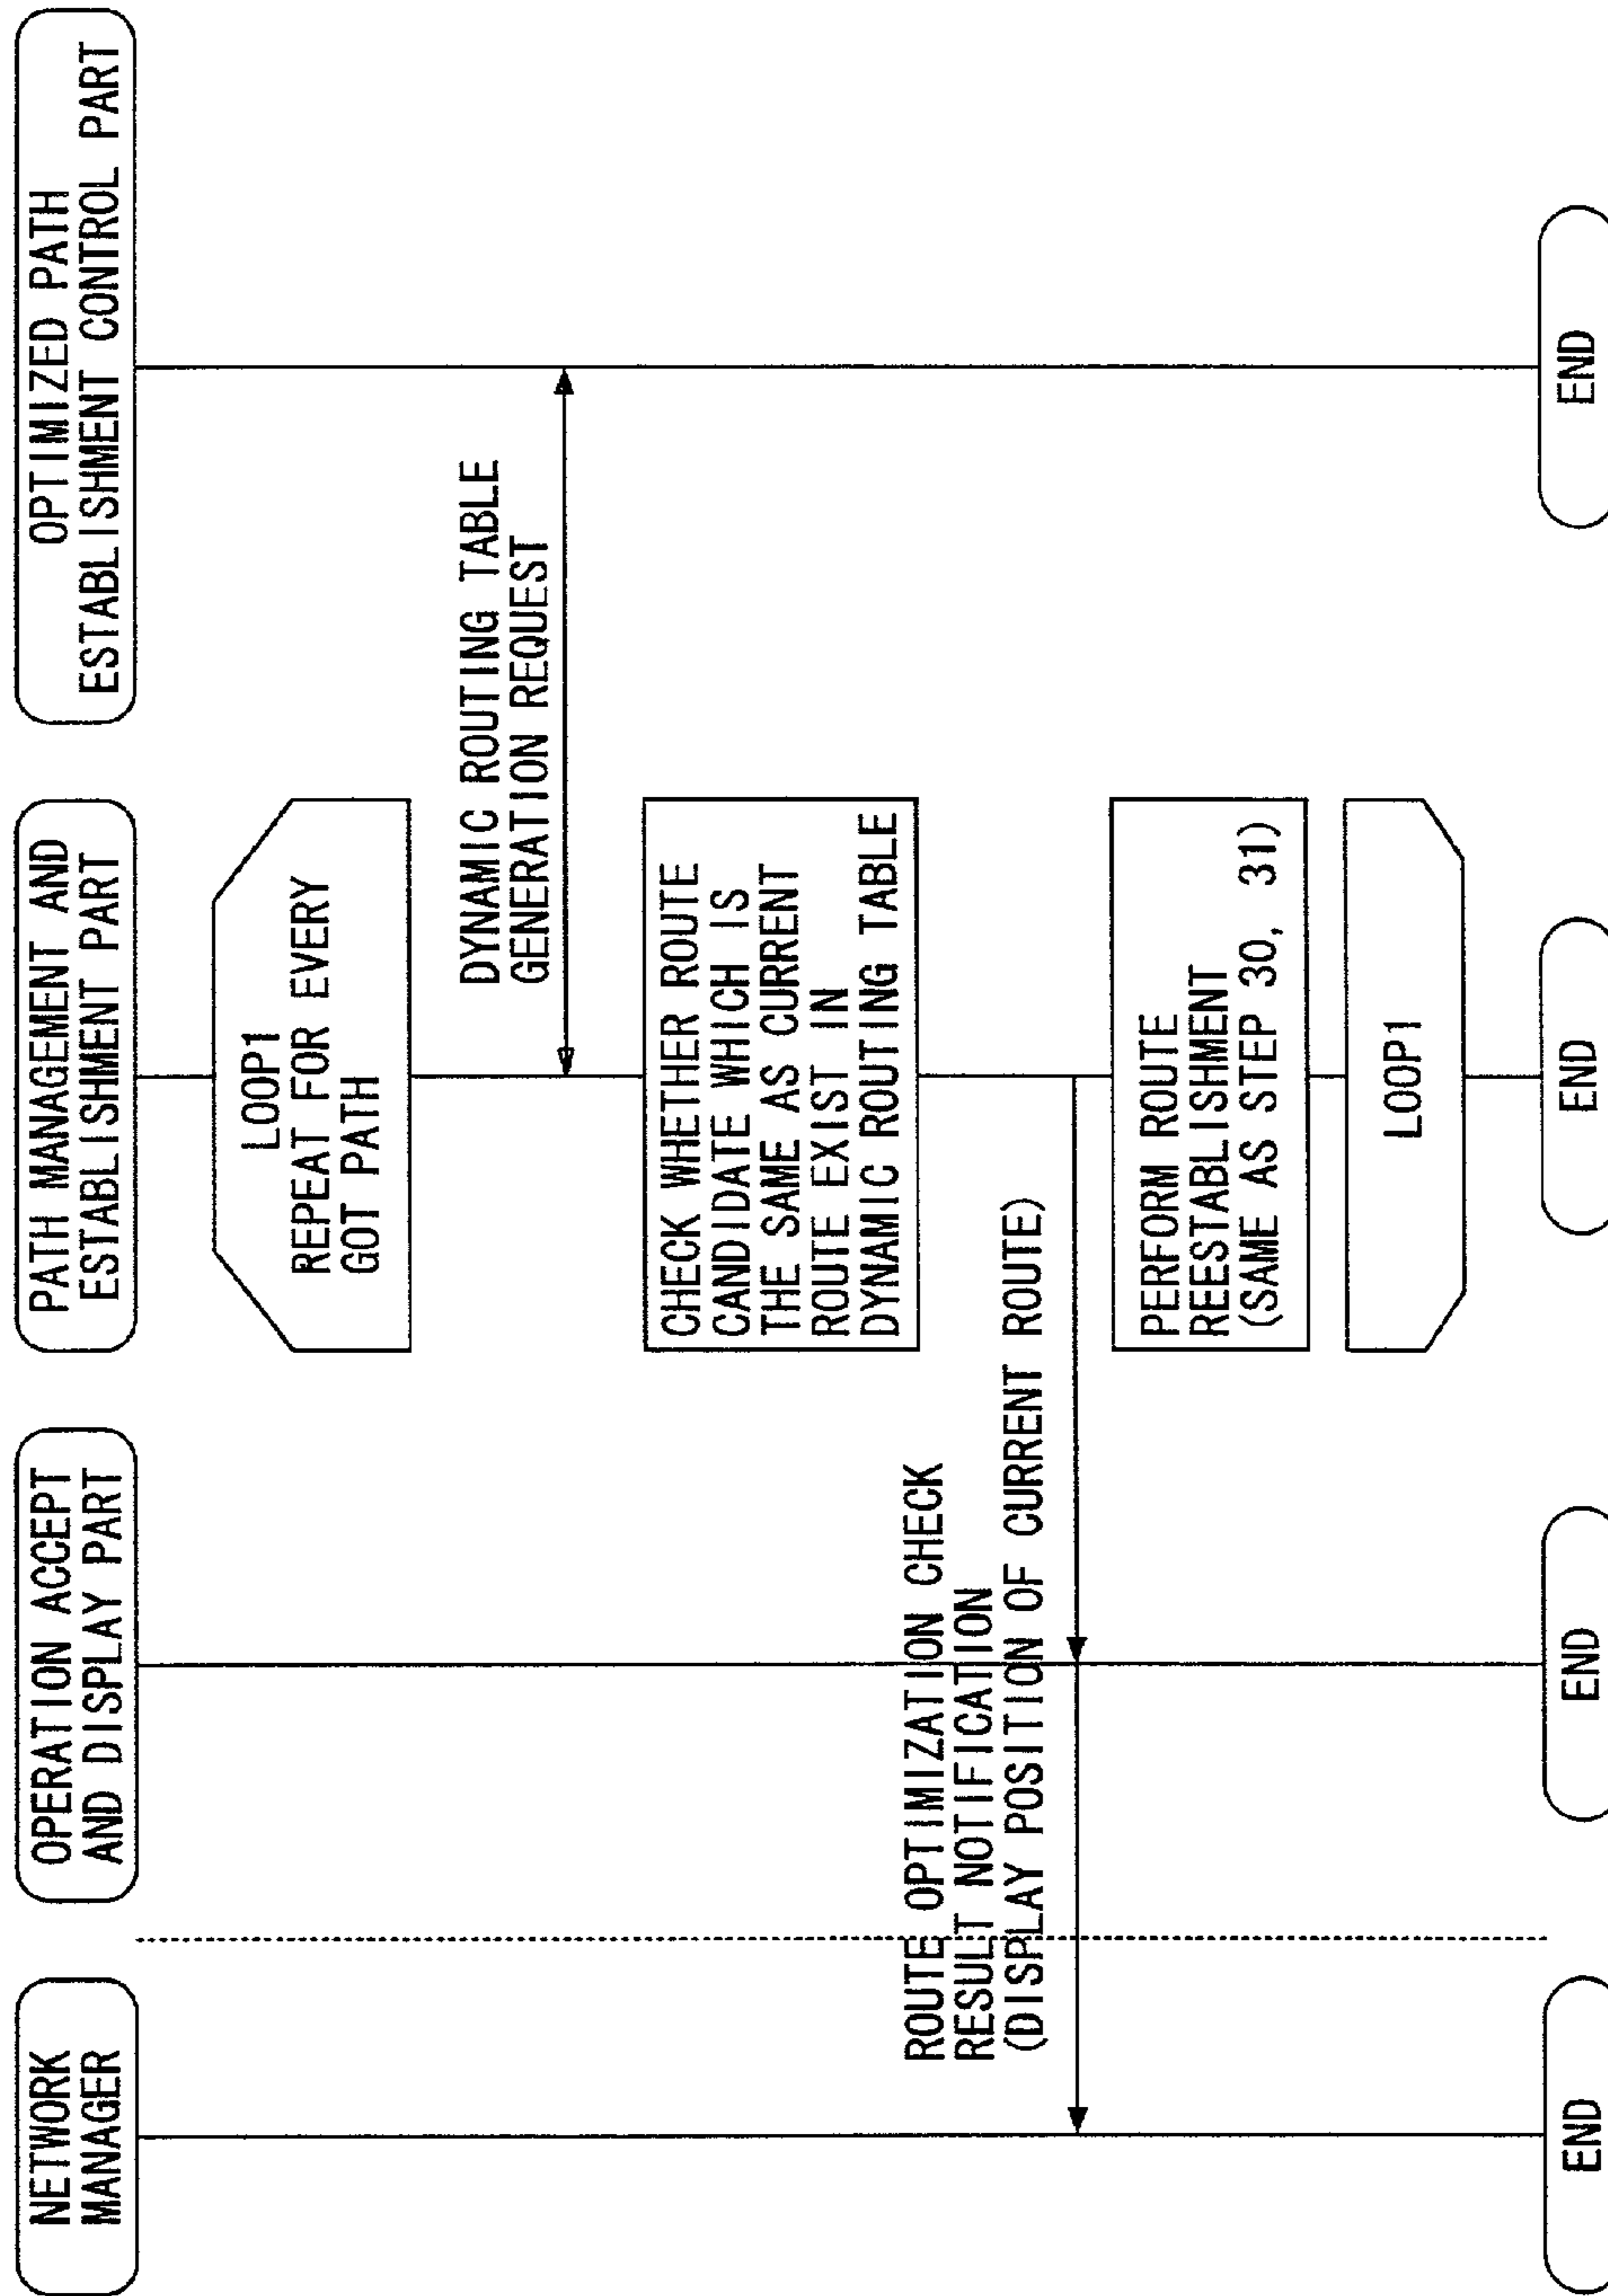 NETWORK
MANAGER
OPERATION ACCEPT
AND DISPLAY PART
PATH MANAGEMENT AND
ESTABLISHMENT PART
OPTIMIZED PATH
ESTABLISHMENT CONTROL PART
LOOP1
REPEAT FOR EVERY
GOT PATH
DYNAMIC ROUTING TABLE
GENERATION REQUEST
CHECK WHETHER ROUTE
CANDIDATE WHICH IS
THE SAME AS CURRENT
ROUTE EXIST IN
DYNAMIC ROUTING TABLE
ROUTE OPTIMIZATION CHECK
RESULT NOTIFICATION
(DISPLAY POSITION OF CURRENT ROUTE)
PERFORM ROUTE
REESTABLISHMENT
(SAME AS STEP 30, 31)
LOOP1
END
END
END
END